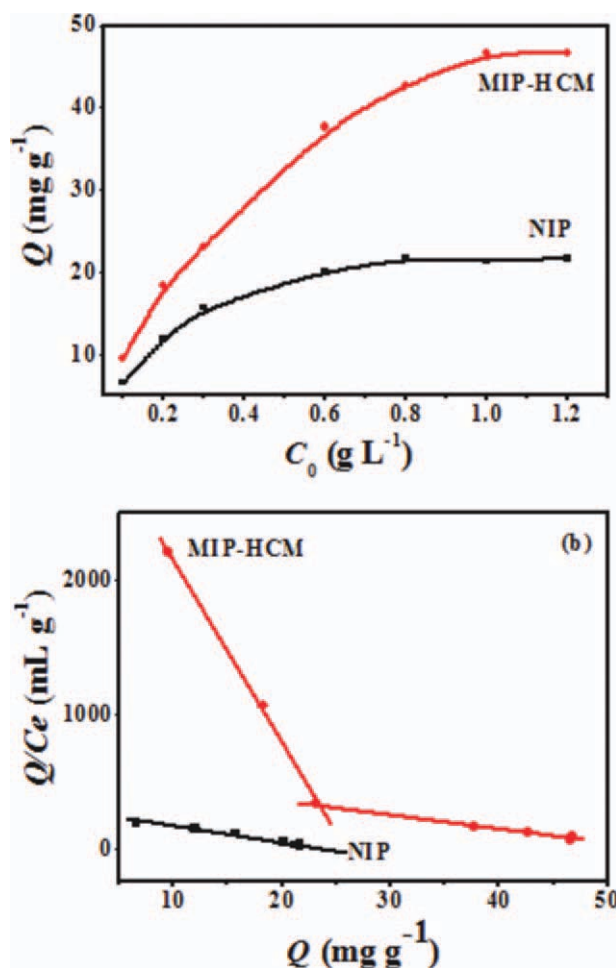 50
MIP-HCM
40
30
NIP
20
10
Q (mg g⁻¹)
0.2 0.4 0.6 0.8 1.0 1.2
C₀ (g L⁻¹)
MIP-HCM (b)
2000
1000
NIP
0
Q/Ce (mL g⁻¹)
10 20 30 40 50
Q (mg g⁻¹)